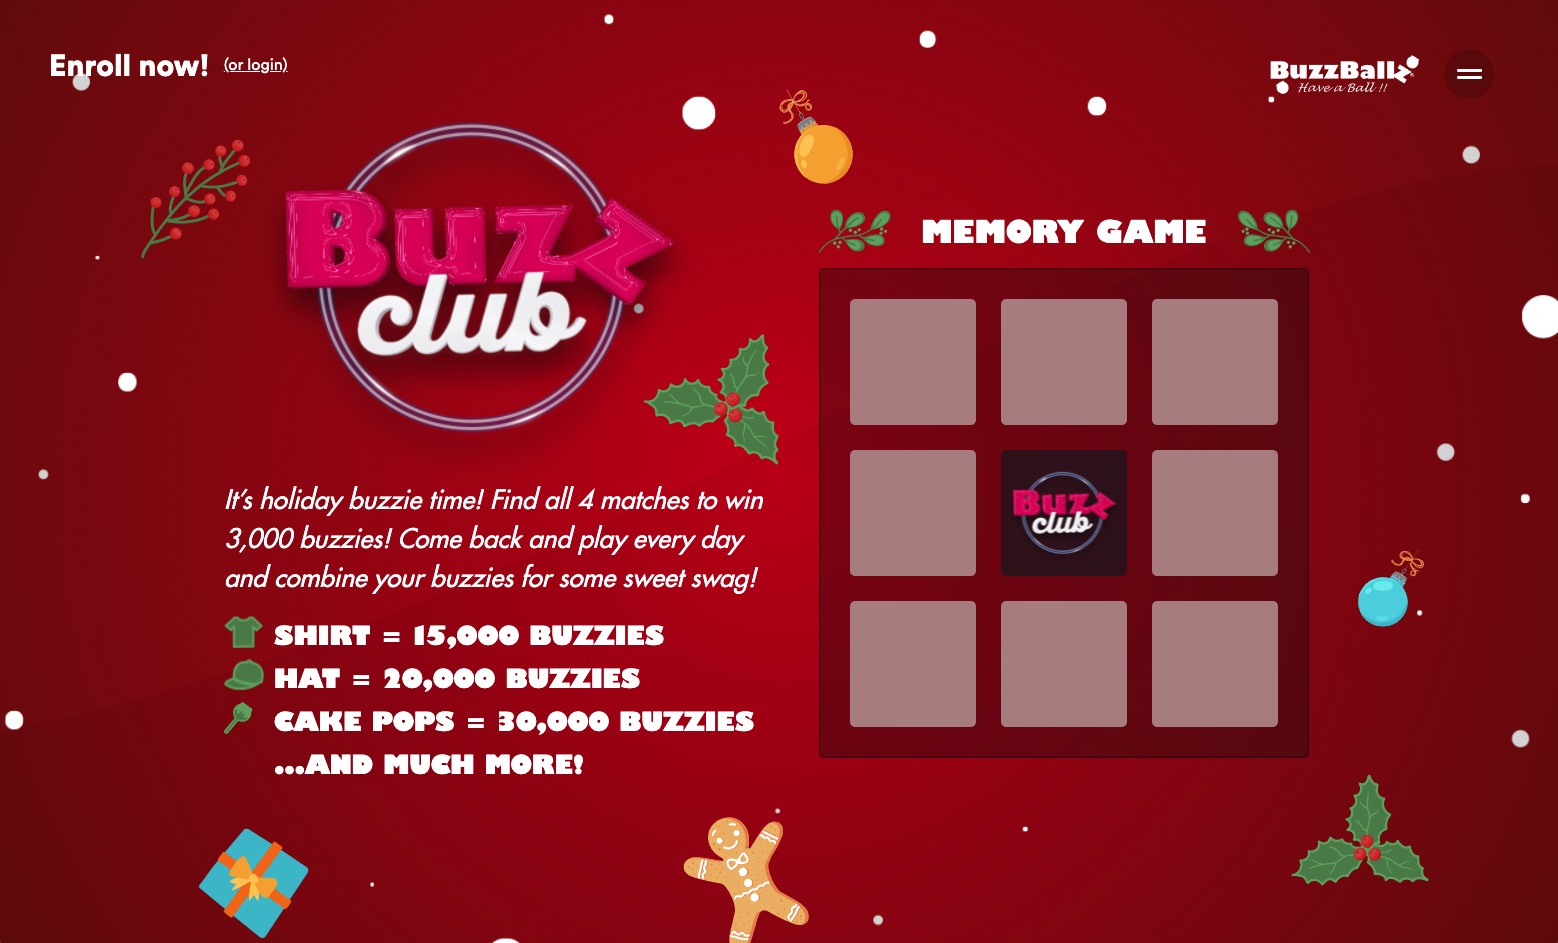 Enroll now! (or login)
BuzzBallz
Have a Ball !!
Buzz
club
MEMORY GAME
Buzz
club
It's holiday buzzie time! Find all 4 matches to win
3,000 buzzies! Come back and play every day
and combine your buzzies for some sweet swag!
SHIRT = 15,000 BUZZIES
HAT = 20,000 BUZZIES
CAKE POPS = 30,000 BUZZIES
...AND MUCH MORE!